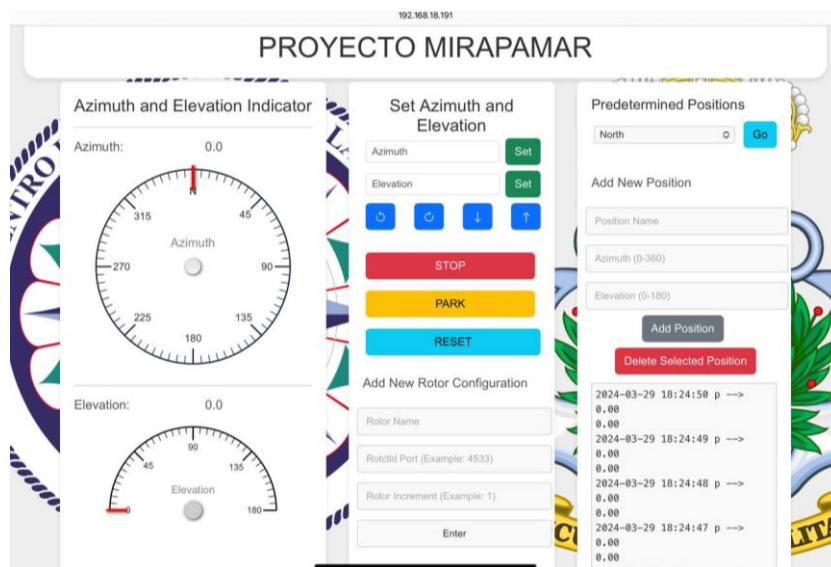 192.168.18.191
PROYECTO MIRAPAMAR
Azimuth and Elevation Indicator
Azimuth: 0.0
N
45
90
135
180
225
270
315
Azimuth
Elevation: 0.0
0
45
90
135
180
Elevation
Set Azimuth and
Elevation
Azimuth
Set
Elevation
Set
STOP
PARK
RESET
Add New Rotor Configuration
Rotor Name
Rotctld Port (Example: 4533)
Rotor Increment (Example: 1)
Enter
Predetermined Positions
North
Go
Add New Position
Position Name
Azimuth (0-360)
Elevation (0-180)
Add Position
Delete Selected Position
2024-03-29 18:24:50 p -->
0.00
0.00
2024-03-29 18:24:49 p -->
0.00
0.00
2024-03-29 18:24:48 p -->
0.00
0.00
2024-03-29 18:24:47 p -->
0.00
0.00